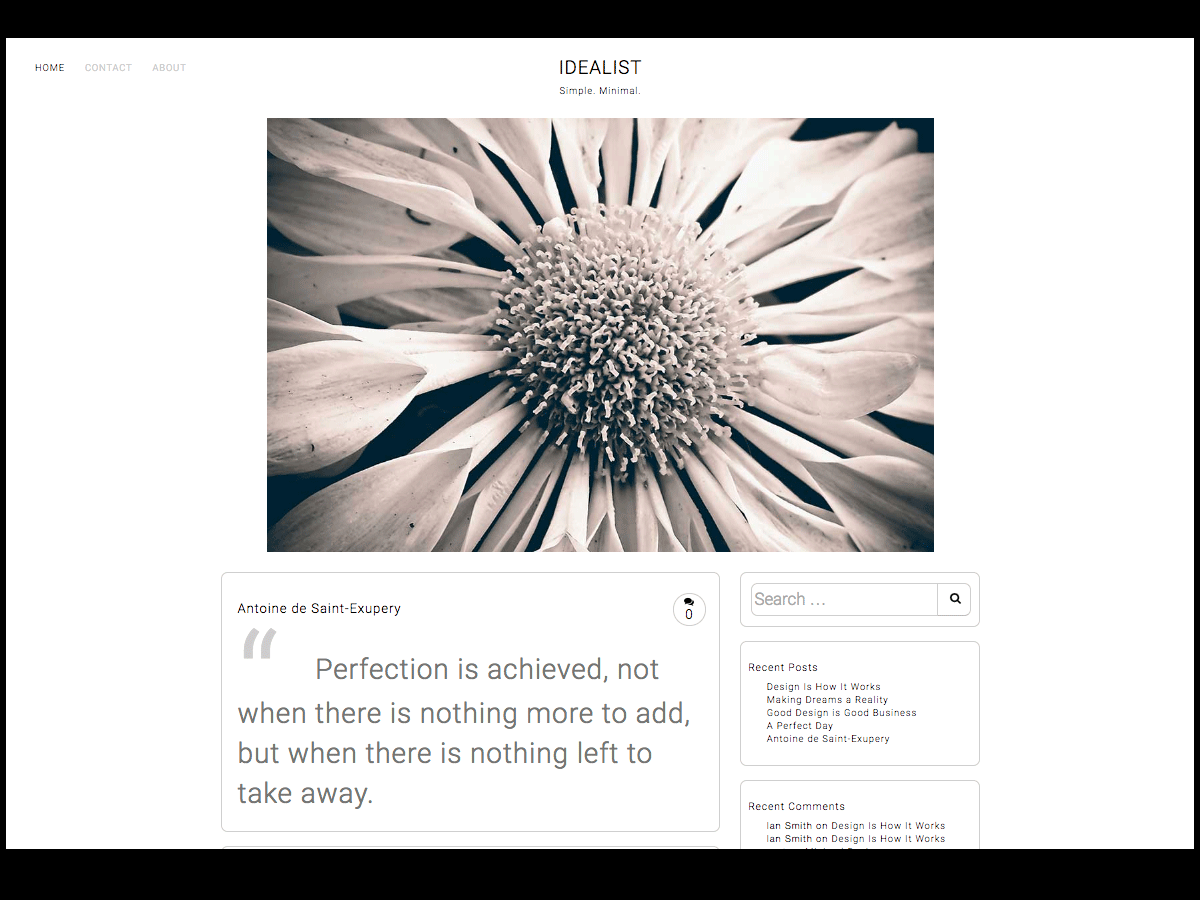 HOME CONTACT ABOUT
IDEALIST
Simple. Minimal.
Antoine de Saint-Exupery
0
“ Perfection is achieved, not
when there is nothing more to add,
but when there is nothing left to
take away.
Search …
Recent Posts
Design Is How It Works
Making Dreams a Reality
Good Design is Good Business
A Perfect Day
Antoine de Saint-Exupery
Recent Comments
Ian Smith on Design Is How It Works
Ian Smith on Design Is How It Works